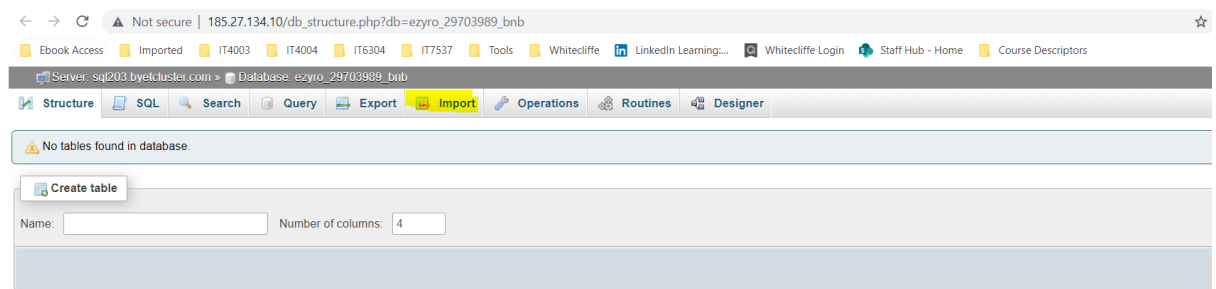 Not secure | 185.27.134.10/db_structure.php?db=ezyro_29703989_bnb
Ebook Access Imported IT4003 IT4004 IT6304 IT7537 Tools Whitecliffe LinkedIn Learning:... Whitecliffe Login Staff Hub - Home Course Descriptors
Server: sql203.byetcluster.com » Database: ezyro_29703989_bnb
Structure SQL Search Query Export Import Operations Routines Designer
No tables found in database.
Create table
Name: Number of columns: 4